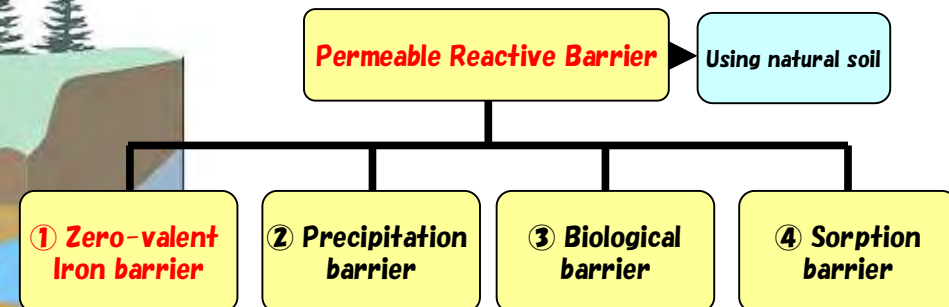 Permeable Reactive Barrier
Using natural soil
① Zero-valent
Iron barrier
② Precipitation
barrier
③ Biological
barrier
④ Sorption
barrier